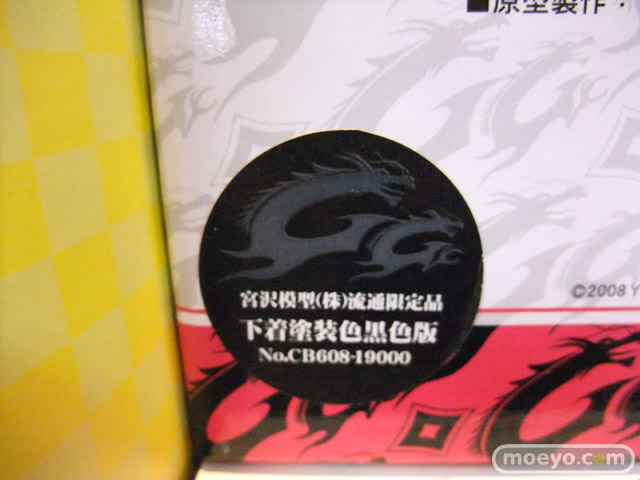 ■原型製作：
©2008 Y
宮沢模型(株)流通限定品
下着塗装色黒色版
No.CB608-19000
moeyo.com